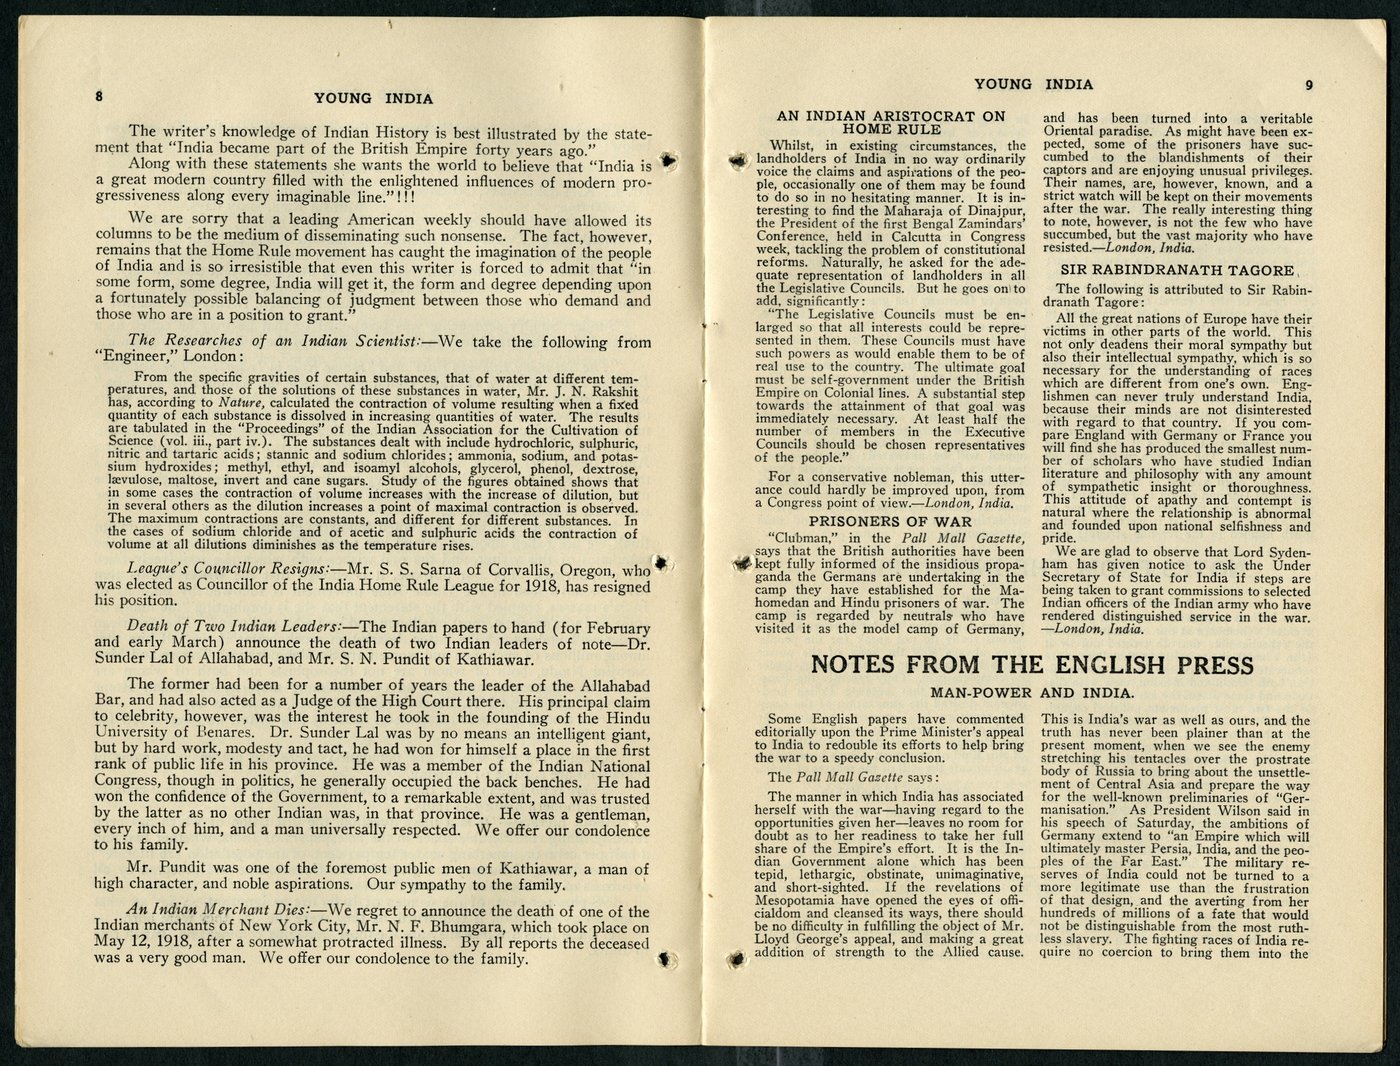 8
YOUNG INDIA
The writer's knowledge of Indian History is best illustrated by the state-
ment that "India became part of the British Empire forty years ago."
Along with these statements she wants the world to believe that "India is
a great modern country filled with the enlightened influences of modern pro-
gressiveness along every imaginable line."!!!
We are sorry that a leading American weekly should have allowed its
columns to be the medium of disseminating such nonsense. The fact, however,
remains that the Home Rule movement has caught the imagination of the people
of India and is so irresistible that even this writer is forced to admit that "in
some form, some degree, India will get it, the form and degree depending upon
a fortunately possible balancing of judgment between those who demand and
those who are in a position to grant."
The Researches of an Indian Scientist:—We take the following from
"Engineer," London:
From the specific gravities of certain substances, that of water at different tem-
peratures, and those of the solutions of these substances in water, Mr. J. N. Rakshit
has, according to Nature, calculated the contraction of volume resulting when a fixed
quantity of each substance is dissolved in increasing quantities of water. The results
are tabulated in the "Proceedings" of the Indian Association for the Cultivation of
Science (vol. iii., part iv.). The substances dealt with include hydrochloric, sulphuric,
nitric and tartaric acids; stannic and sodium chlorides; ammonia, sodium, and potas-
sium hydroxides; methyl, ethyl, and isoamyl alcohols, glycerol, phenol, dextrose,
lævulose, maltose, invert and cane sugars. Study of the figures obtained shows that
in some cases the contraction of volume increases with the increase of dilution, but
in several others as the dilution increases a point of maximal contraction is observed.
The maximum contractions are constants, and different for different substances. In
the cases of sodium chloride and of acetic and sulphuric acids the contraction of
volume at all dilutions diminishes as the temperature rises.
League's Councillor Resigns:—Mr. S. S. Sarna of Corvallis, Oregon, who
was elected as Councillor of the India Home Rule League for 1918, has resigned
his position.
Death of Two Indian Leaders:—The Indian papers to hand (for February
and early March) announce the death of two Indian leaders of note—Dr.
Sunder Lal of Allahabad, and Mr. S. N. Pundit of Kathiawar.
The former had been for a number of years the leader of the Allahabad
Bar, and had also acted as a Judge of the High Court there. His principal claim
to celebrity, however, was the interest he took in the founding of the Hindu
University of Benares. Dr. Sunder Lal was by no means an intelligent giant,
but by hard work, modesty and tact, he had won for himself a place in the first
rank of public life in his province. He was a member of the Indian National
Congress, though in politics, he generally occupied the back benches. He had
won the confidence of the Government, to a remarkable extent, and was trusted
by the latter as no other Indian was, in that province. He was a gentleman,
every inch of him, and a man universally respected. We offer our condolence
to his family.
Mr. Pundit was one of the foremost public men of Kathiawar, a man of
high character, and noble aspirations. Our sympathy to the family.
An Indian Merchant Dies:—We regret to announce the death of one of the
Indian merchants of New York City, Mr. N. F. Bhumgara, which took place on
May 12, 1918, after a somewhat protracted illness. By all reports the deceased
was a very good man. We offer our condolence to the family.
YOUNG INDIA
9
AN INDIAN ARISTOCRAT ON
HOME RULE
Whilst, in existing circumstances, the
landholders of India in no way ordinarily
voice the claims and aspirations of the peo-
ple, occasionally one of them may be found
to do so in no hesitating manner. It is in-
teresting to find the Maharaja of Dinajpur,
the President of the first Bengal Zamindars'
Conference, held in Calcutta in Congress
week, tackling the problem of constitutional
reforms. Naturally, he asked for the ade-
quate representation of landholders in all
the Legislative Councils. But he goes on to
add, significantly:
"The Legislative Councils must be en-
larged so that all interests could be repre-
sented in them. These Councils must have
such powers as would enable them to be of
real use to the country. The ultimate goal
must be self-government under the British
Empire on Colonial lines. A substantial step
towards the attainment of that goal was
immediately necessary. At least half the
number of members in the Executive
Councils should be chosen representatives
of the people."
For a conservative nobleman, this utter-
ance could hardly be improved upon, from
a Congress point of view.—London, India.
PRISONERS OF WAR
"Clubman," in the Pall Mall Gazette,
says that the British authorities have been
kept fully informed of the insidious propa-
ganda the Germans are undertaking in the
camp they have established for the Ma-
homedan and Hindu prisoners of war. The
camp is regarded by neutrals who have
visited it as the model camp of Germany,
and has been turned into a veritable
Oriental paradise. As might have been ex-
pected, some of the prisoners have suc-
cumbed to the blandishments of their
captors and are enjoying unusual privileges.
Their names, are, however, known, and a
strict watch will be kept on their movements
after the war. The really interesting thing
to note, however, is not the few who have
succumbed, but the vast majority who have
resisted.—London, India.
SIR RABINDRANATH TAGORE
The following is attributed to Sir Rabin-
dranath Tagore:
All the great nations of Europe have their
victims in other parts of the world. This
not only deadens their moral sympathy but
also their intellectual sympathy, which is so
necessary for the understanding of races
which are different from one's own. Eng-
lishmen can never truly understand India,
because their minds are not disinterested
with regard to that country. If you com-
pare England with Germany or France you
will find she has produced the smallest num-
ber of scholars who have studied Indian
literature and philosophy with any amount
of sympathetic insight or thoroughness.
This attitude of apathy and contempt is
natural where the relationship is abnormal
and founded upon national selfishness and
pride.
We are glad to observe that Lord Syden-
ham has given notice to ask the Under
Secretary of State for India if steps are
being taken to grant commissions to selected
Indian officers of the Indian army who have
rendered distinguished service in the war.
—London, India.
NOTES FROM THE ENGLISH PRESS
MAN-POWER AND INDIA.
Some English papers have commented
editorially upon the Prime Minister's appeal
to India to redouble its efforts to help bring
the war to a speedy conclusion.
The Pall Mall Gazette says:
The manner in which India has associated
herself with the war—having regard to the
opportunities given her—leaves no room for
doubt as to her readiness to take her full
share of the Empire's effort. It is the In-
dian Government alone which has been
tepid, lethargic, obstinate, unimaginative,
and short-sighted. If the revelations of
Mesopotamia have opened the eyes of offi-
cialdom and cleansed its ways, there should
be no difficulty in fulfilling the object of Mr.
Lloyd George's appeal, and making a great
addition of strength to the Allied cause.
This is India's war as well as ours, and the
truth has never been plainer than at the
present moment, when we see the enemy
stretching his tentacles over the prostrate
body of Russia to bring about the unsettle-
ment of Central Asia and prepare the way
for the well-known preliminaries of "Ger-
manisation." As President Wilson said in
his speech of Saturday, the ambitions of
Germany extend to "an Empire which will
ultimately master Persia, India, and the peo-
ples of the Far East." The military re-
serves of India could not be turned to a
more legitimate use than the frustration
of that design, and the averting from her
hundreds of millions of a fate that would
not be distinguishable from the most ruth-
less slavery. The fighting races of India re-
quire no coercion to bring them into the